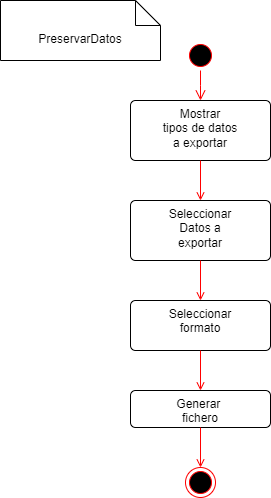 PreservarDatos
Mostrar
tipos de datos
a exportar
Seleccionar
Datos a
exportar
Seleccionar
formato
Generar
fichero